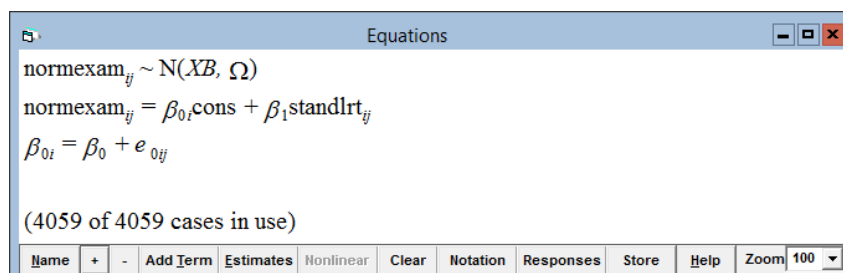 Equations
normexam_ij ~ N(XB, Ω)
normexam_ij = β_0i cons + β_1 standlrt_ij
β_0i = β_0 + e_0ij
(4059 of 4059 cases in use)
Name + - Add Term Estimates Nonlinear Clear Notation Responses Store Help Zoom 100